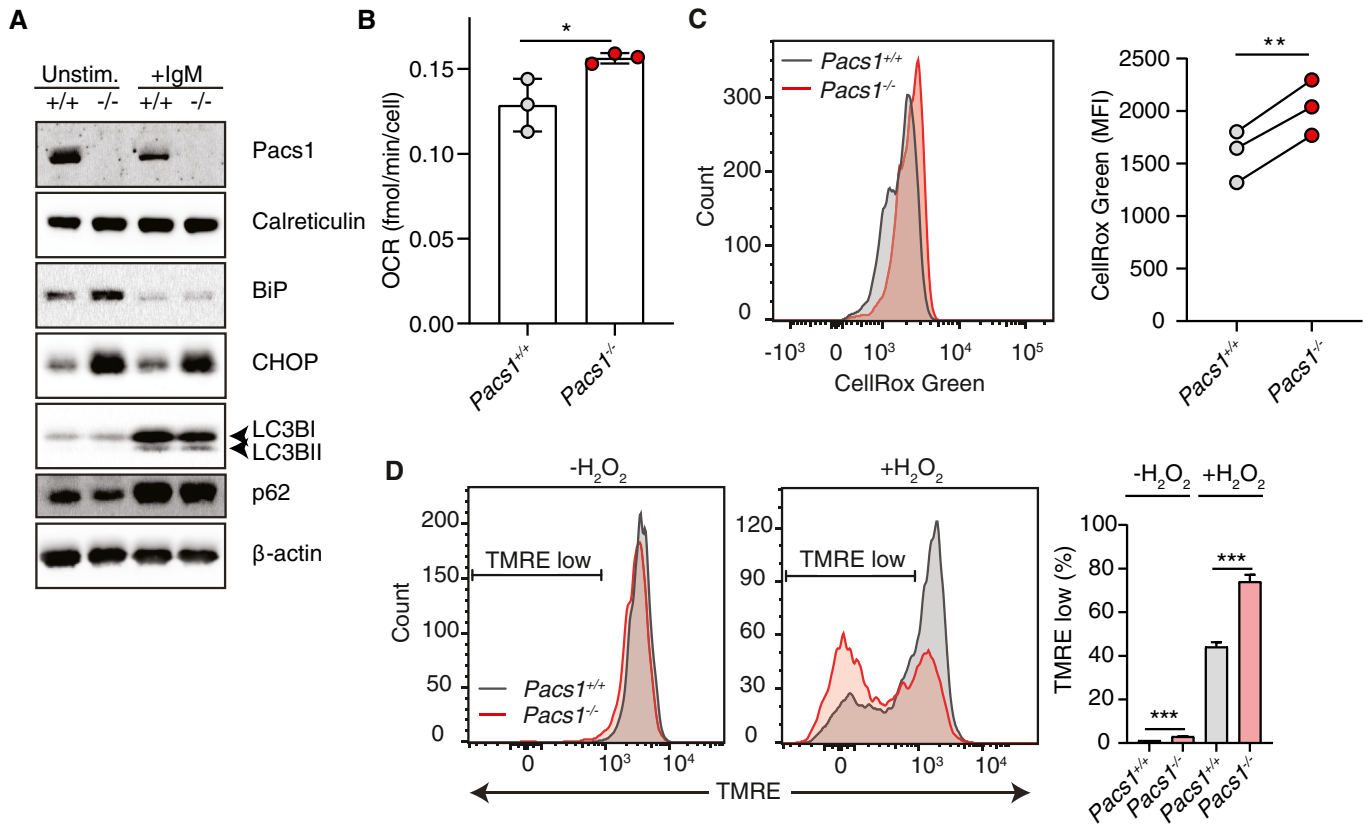 A
Unstim. +IgM
+/+ -/- +/+ -/-
Pacs1
Calreticulin
BiP
CHOP
LC3BI
LC3BII
p62
β-actin
B
*
OCR (fmol/min/cell)
0.15
0.10
0.05
0.00
Pacs1+/+
Pacs1-/-
C
Pacs1+/+
Pacs1-/-
Count
300
200
100
0
-10³ 0 10³ 10⁴ 10⁵
CellRox Green
**
CellRox Green (MFI)
2500
2000
1500
1000
500
0
Pacs1+/+
Pacs1-/-
D
-H₂O₂
Count
200
150
100
50
0
TMRE low
Pacs1+/+
Pacs1-/-
0 10³ 10⁴
+H₂O₂
120
90
60
30
0
TMRE low
0 10³ 10⁴
TMRE
-H₂O₂ +H₂O₂
TMRE low (%)
100
80
60
40
20
0
***
***
Pacs1+/+
Pacs1-/-
Pacs1+/+
Pacs1-/-